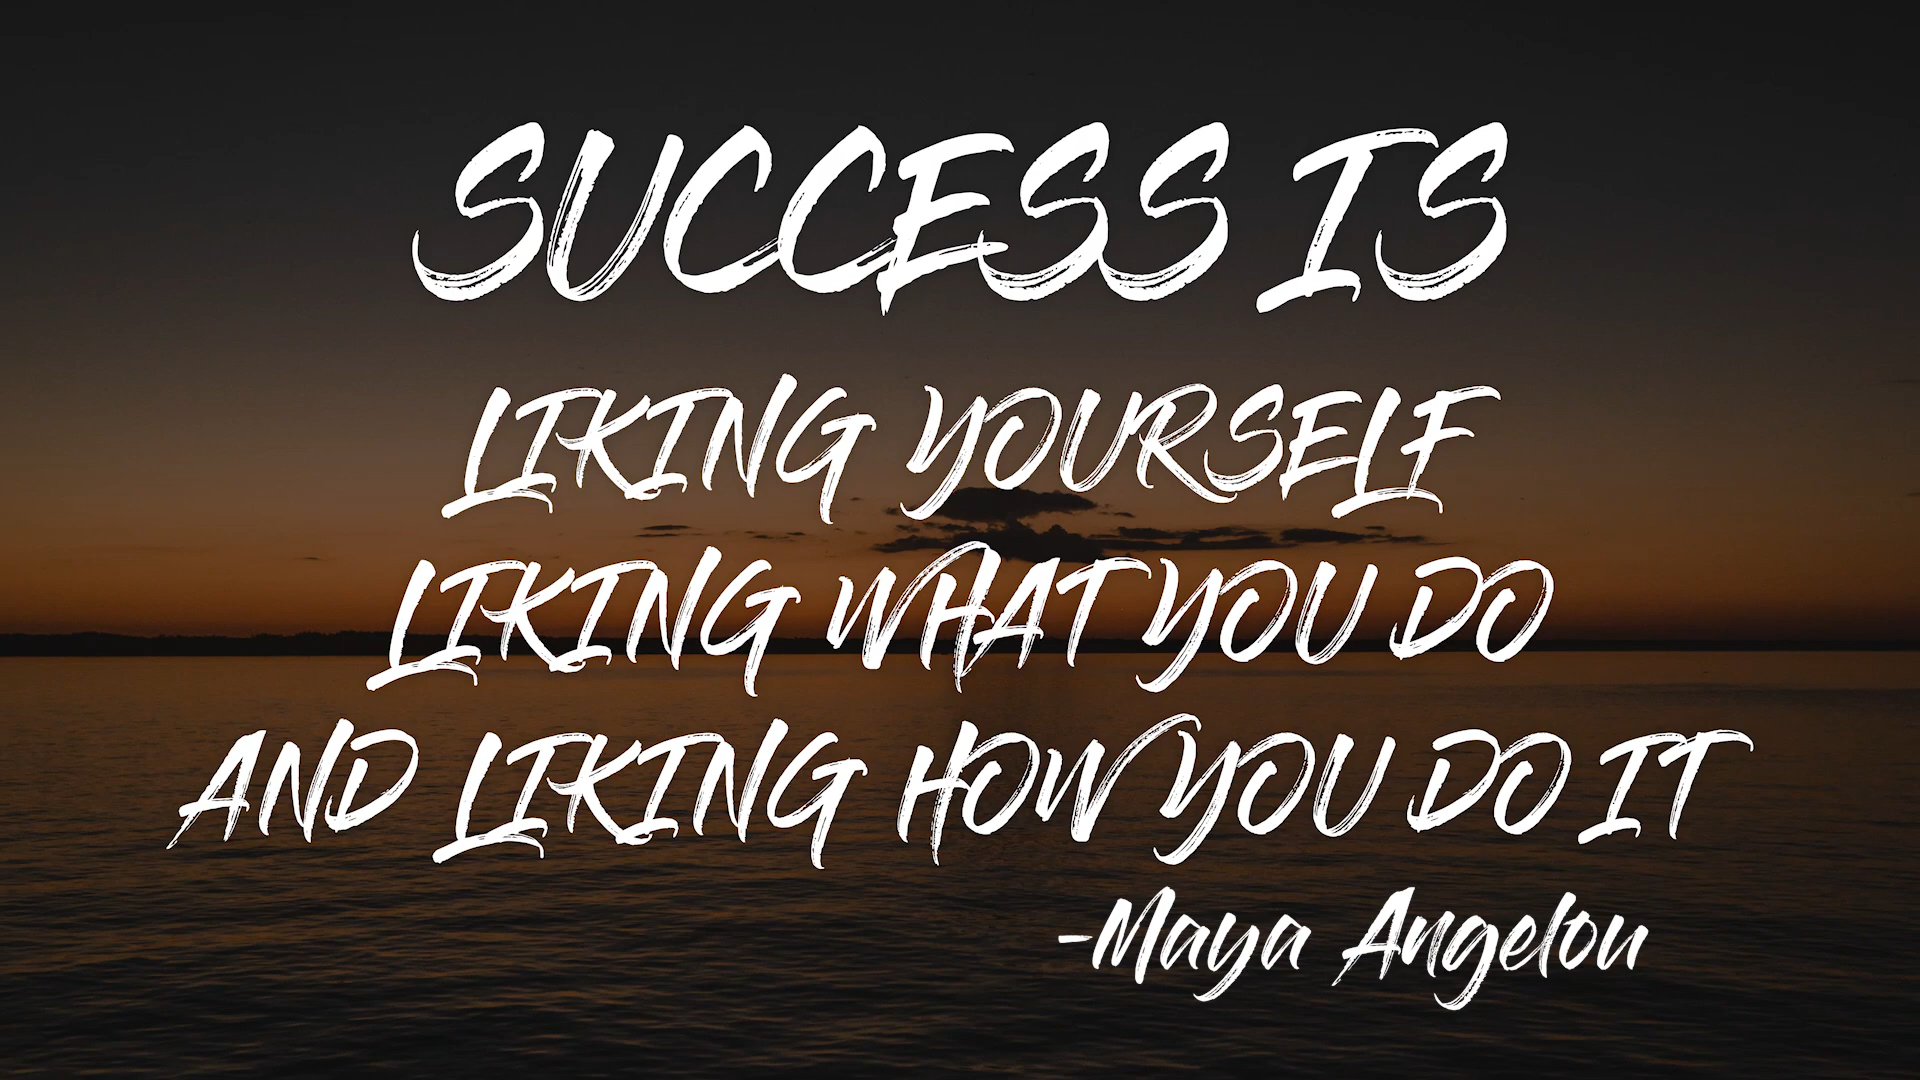 SUCCESS IS
LIKING YOURSELF
LIKING WHAT YOU DO
AND LIKING HOW YOU DO IT
-Maya Angelou